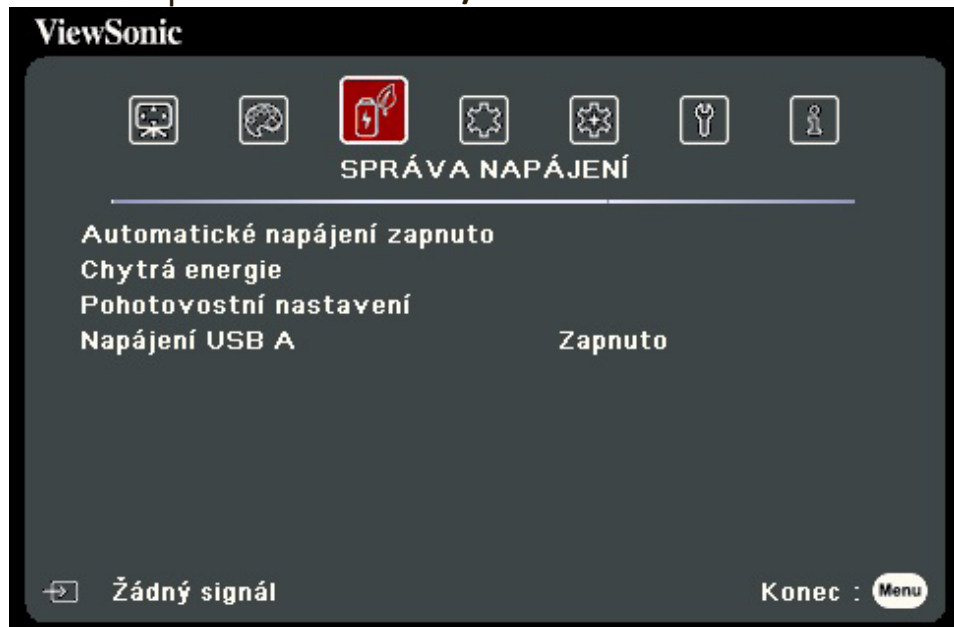 ViewSonic
SPRÁVA NAPÁJENÍ
Automatické napájení zapnuto
Chytrá energie
Pohotovostní nastavení
Napájení USB A Zapnuto
Žádný signál Konec : Menu